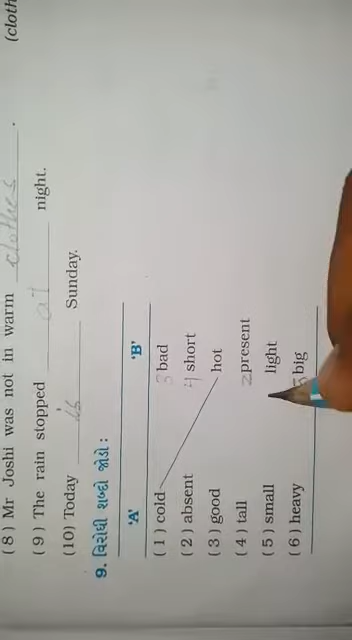 (cloth
(8) Mr Joshi was not in warm clothes.
(9) The rain stopped at night.
(10) Today is Sunday.
9. વિરોધી શબ્દો જોડો :
'A' 'B'
(1) cold 3 bad
(2) absent 4 short
(3) good hot
(4) tall 2 present
(5) small light
(6) heavy 5 big